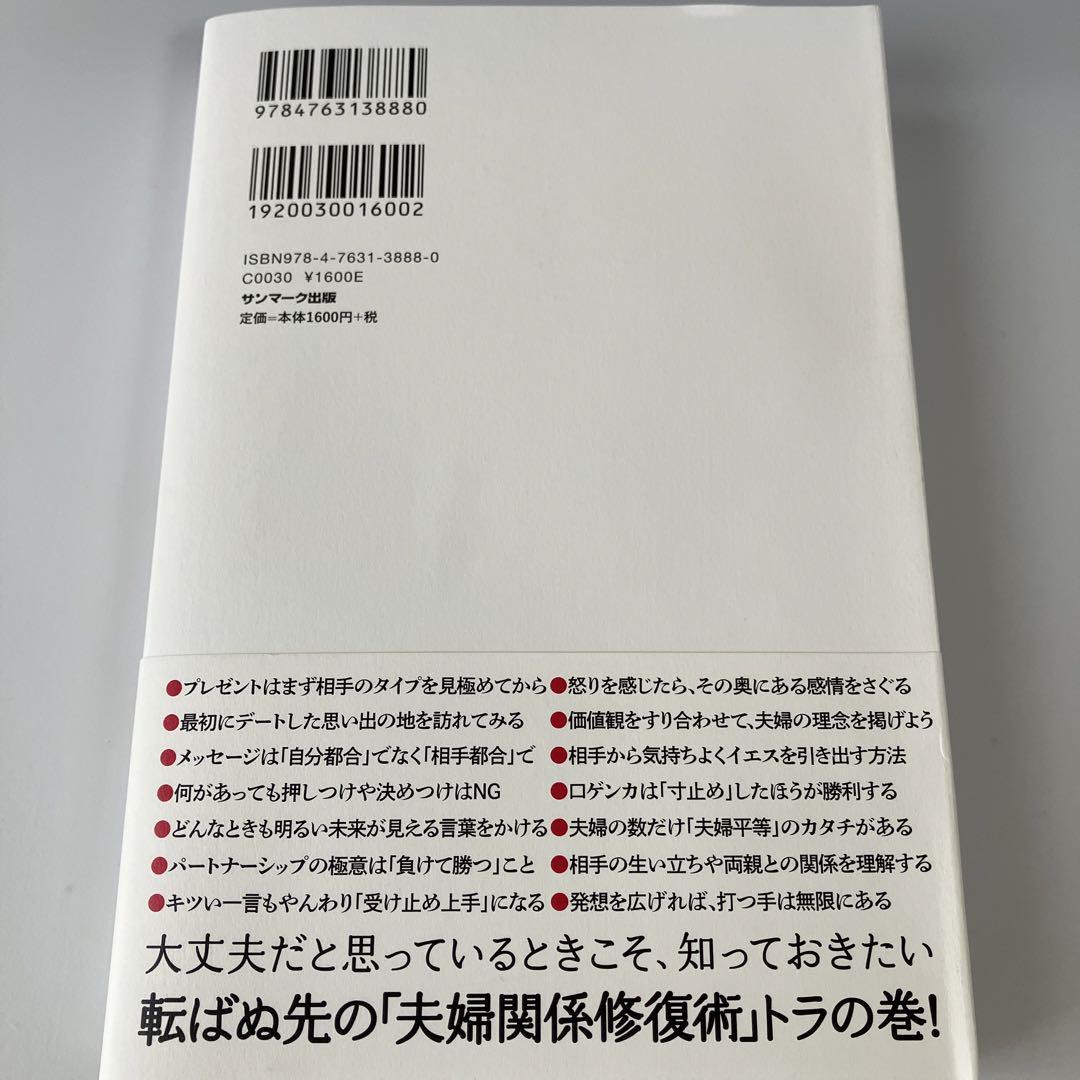 9784763138880
1920030016002
ISBN978-4-7631-3888-0
C0030 ¥1600E
サンマーク出版
定価=本体1600円+税
●プレゼントはまず相手のタイプを見極めてから
●最初にデートした思い出の地を訪れてみる
●メッセージは「自分都合」でなく「相手都合」で
●何があっても押しつけや決めつけはNG
●どんなときも明るい未来が見える言葉をかける
●パートナーシップの極意は「負けて勝つ」こと
●キツい一言もやんわり「受け止め上手」になる
●怒りを感じたら、その奥にある感情をさぐる
●価値観をすり合わせて、夫婦の理念を掲げよう
●相手から気持ちよくイエスを引き出す方法
●口ゲンカは「寸止め」したほうが勝利する
●夫婦の数だけ「夫婦平等」のカタチがある
●相手の生い立ちや両親との関係を理解する
●発想を広げれば、打つ手は無限にある
大丈夫だと思っているときこそ、知っておきたい
転ばぬ先の「夫婦関係修復術」トラの巻!